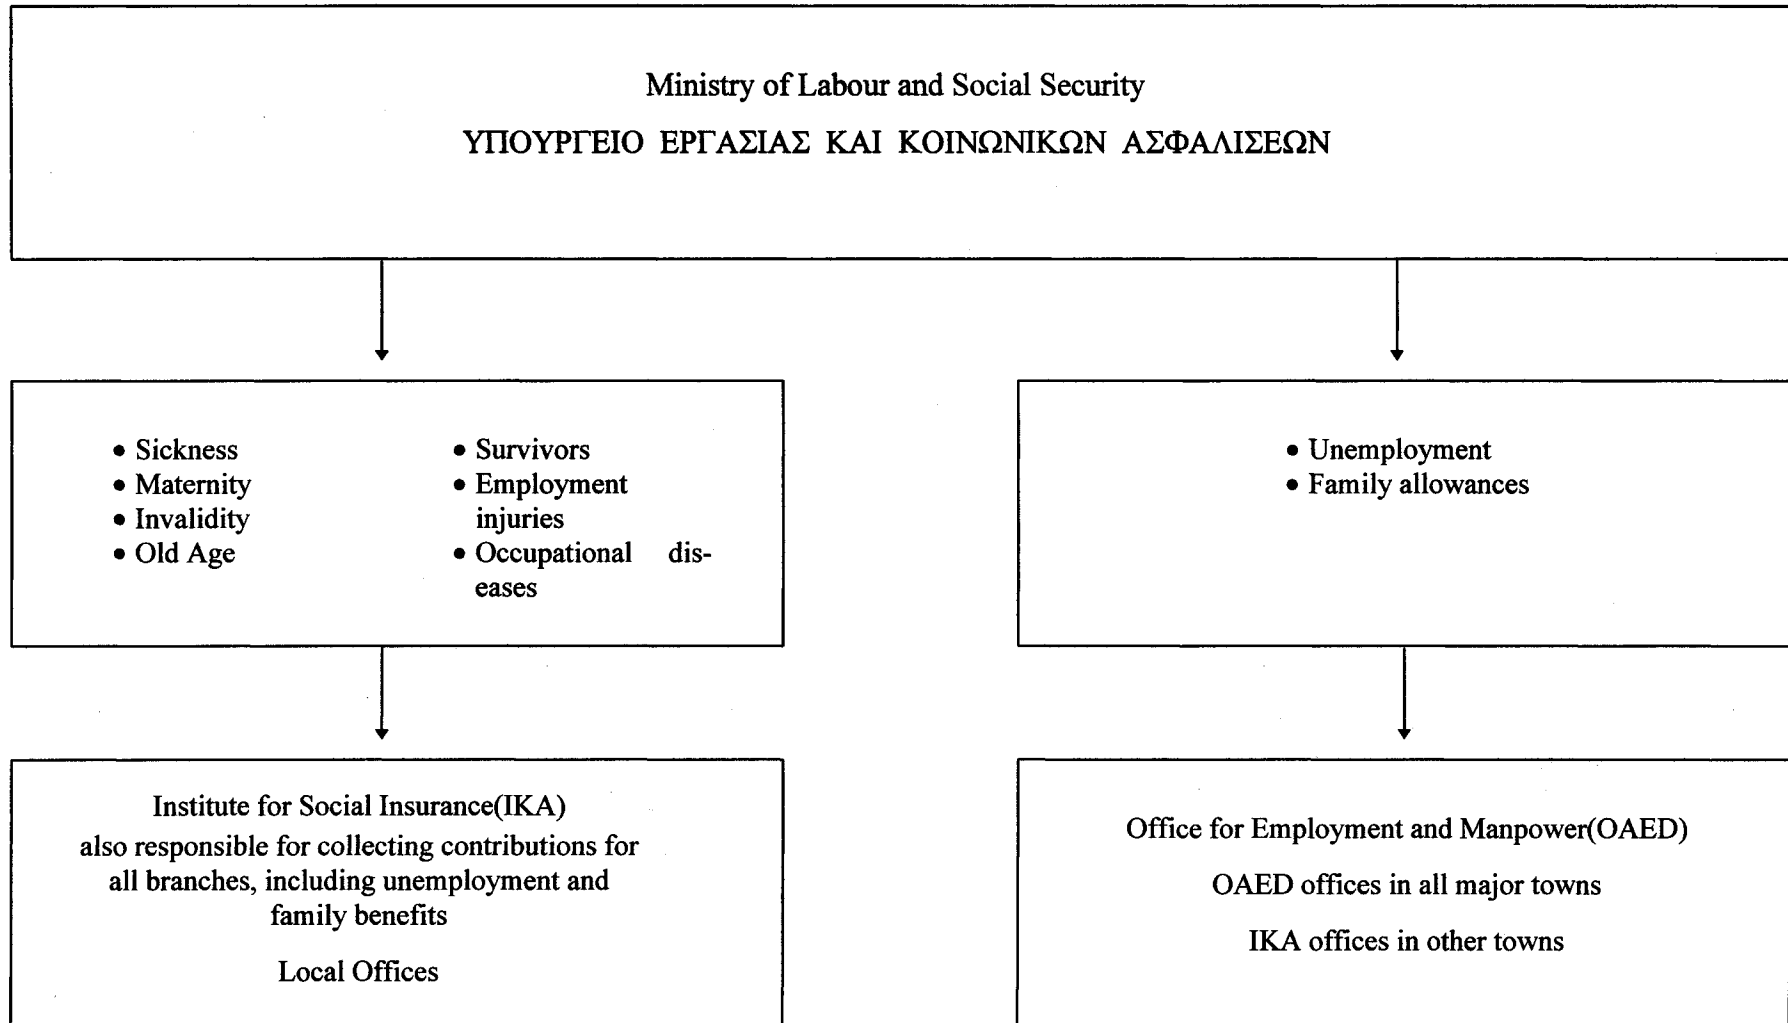 Ministry of Labour and Social Security
ΥΠΟΥΡΓΕΙΟ ΕΡΓΑΣΙΑΣ ΚΑΙ ΚΟΙΝΩΝΙΚΩΝ ΑΣΦΑΛΙΣΕΩΝ
• Sickness
• Maternity
• Invalidity
• Old Age
• Survivors
• Employment
injuries
• Occupational dis-
eases
• Unemployment
• Family allowances
Institute for Social Insurance(IKA)
also responsible for collecting contributions for
all branches, including unemployment and
family benefits
Local Offices
Office for Employment and Manpower(OAED)
OAED offices in all major towns
IKA offices in other towns